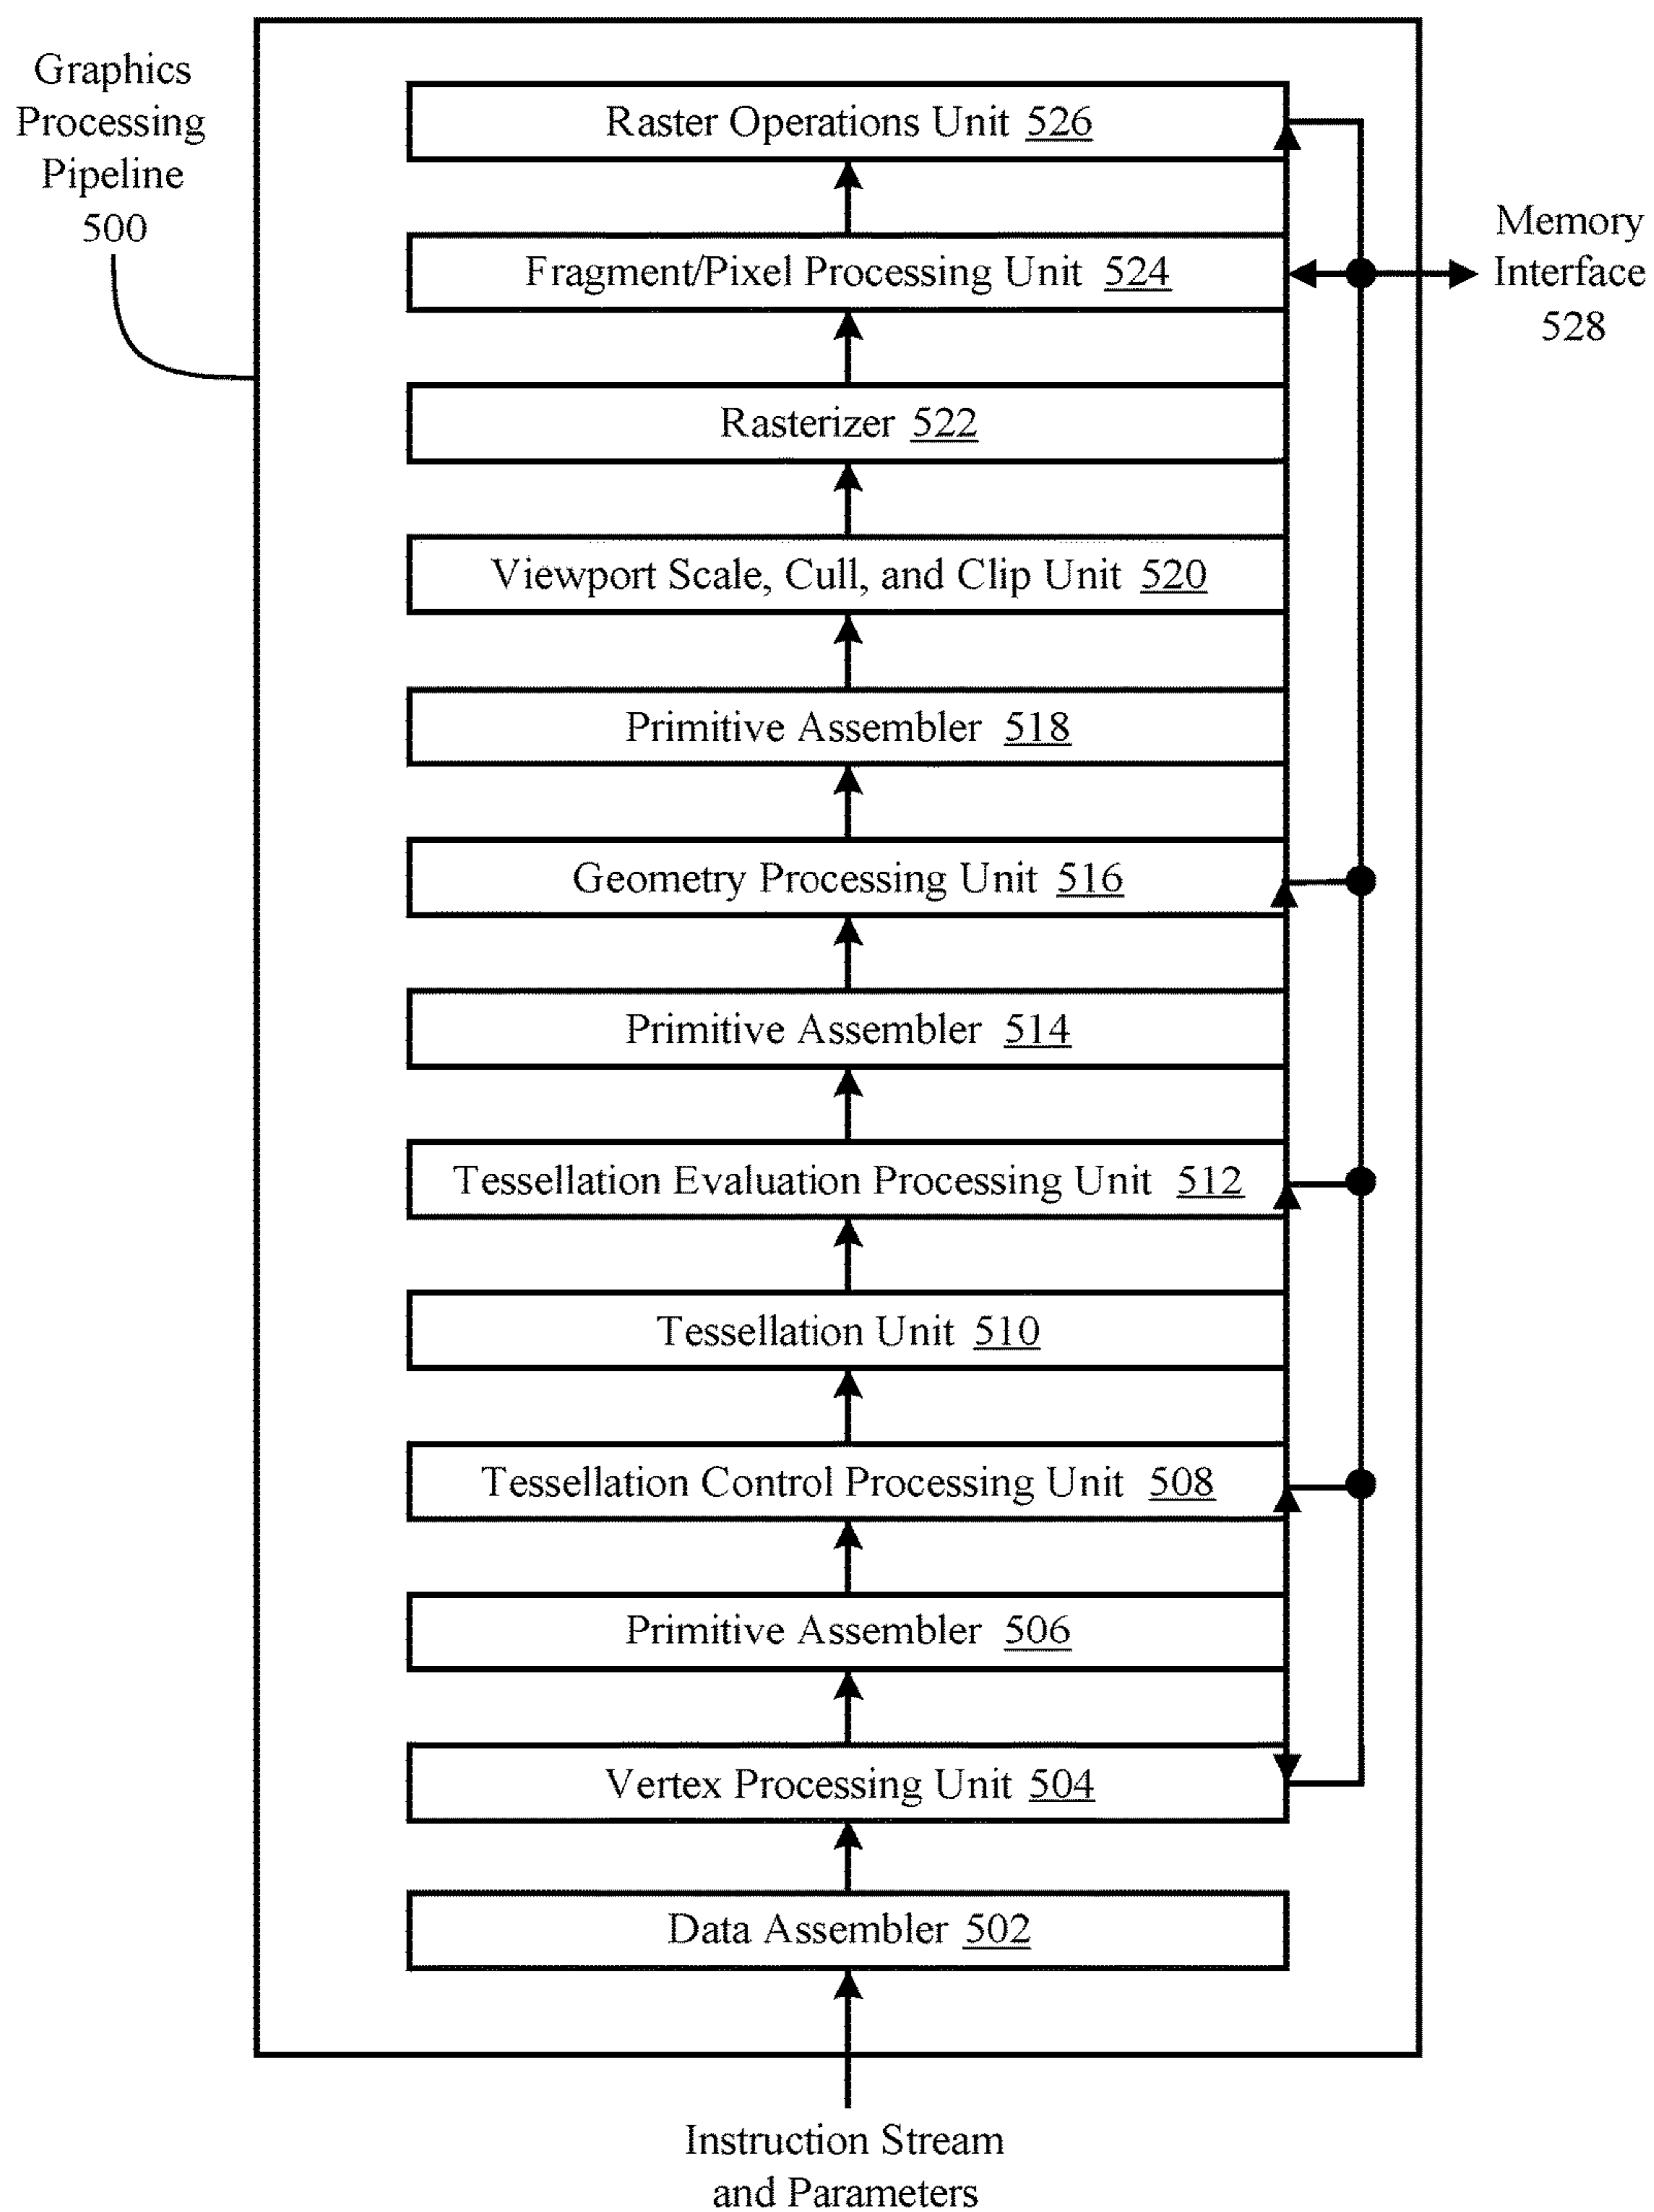 Graphics
Processing
Pipeline
500
Raster Operations Unit 526
Fragment/Pixel Processing Unit 524
Memory
Interface
528
Rasterizer 522
Viewport Scale, Cull, and Clip Unit 520
Primitive Assembler 518
Geometry Processing Unit 516
Primitive Assembler 514
Tessellation Evaluation Processing Unit 512
Tessellation Unit 510
Tessellation Control Processing Unit 508
Primitive Assembler 506
Vertex Processing Unit 504
Data Assembler 502
Instruction Stream
and Parameters